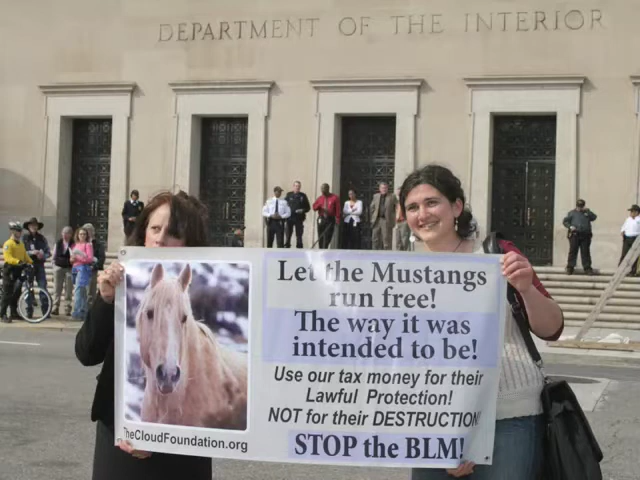 DEPARTMENT OF THE INTERIOR
Let the Mustangs
run free!
The way it was
intended to be!
Use our tax money for their
Lawful Protection!
NOT for their DESTRUCTION!
STOP the BLM!
TheCloudFoundation.org